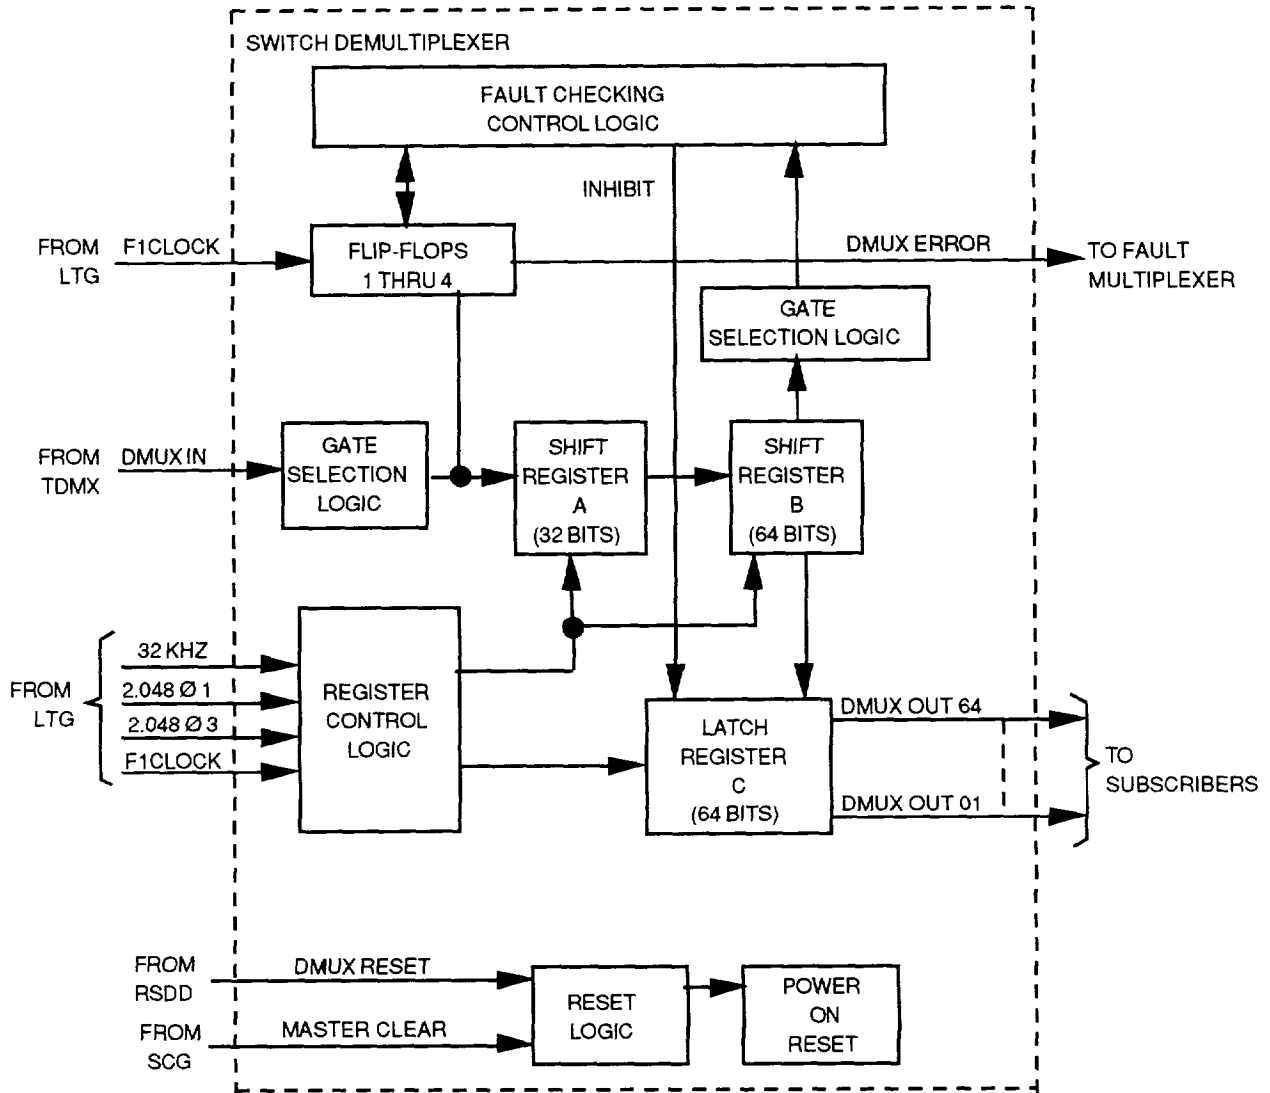 SWITCH DEMULTIPLEXER
FAULT CHECKING
CONTROL LOGIC
INHIBIT
FROM
LTG
F1CLOCK
FLIP-FLOPS
1 THRU 4
DMUX ERROR
TO FAULT
MULTIPLEXER
GATE
SELECTION LOGIC
FROM
TDMX
DMUX IN
GATE
SELECTION
LOGIC
SHIFT
REGISTER
A
(32 BITS)
SHIFT
REGISTER
B
(64 BITS)
FROM
LTG
32 KHZ
2.048 Ø 1
2.048 Ø 3
F1CLOCK
REGISTER
CONTROL
LOGIC
LATCH
REGISTER
C
(64 BITS)
DMUX OUT 64
DMUX OUT 01
TO
SUBSCRIBERS
FROM
RSDD
DMUX RESET
FROM
SCG
MASTER CLEAR
RESET
LOGIC
POWER
ON
RESET